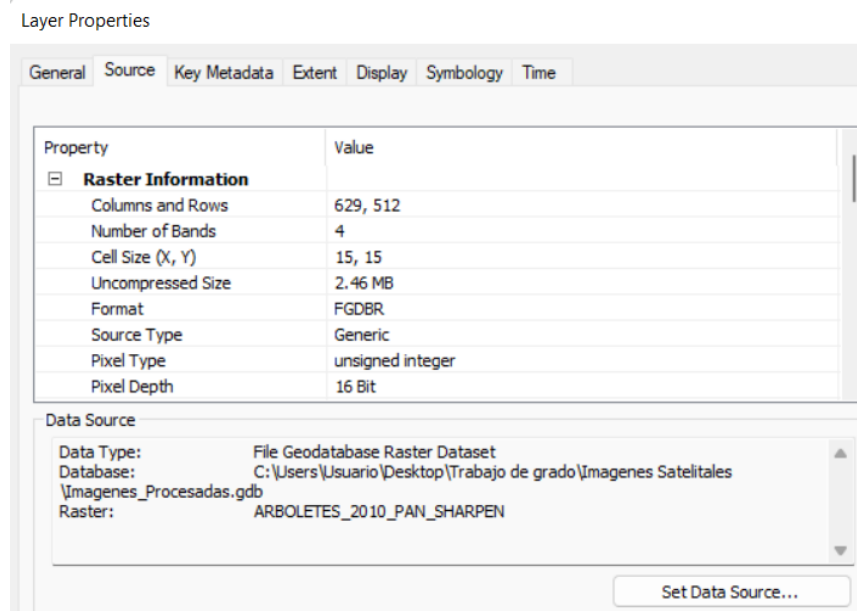 Layer Properties
General Source Key Metadata Extent Display Symbology Time
Property Value
Raster Information
Columns and Rows 629, 512
Number of Bands 4
Cell Size (X, Y) 15, 15
Uncompressed Size 2.46 MB
Format FGDBR
Source Type Generic
Pixel Type unsigned integer
Pixel Depth 16 Bit
Data Source
Data Type: File Geodatabase Raster Dataset
Database: C:\Users\Usuario\Desktop\Trabajo de grado\Imagenes Satelitales
\Imagenes_Procesadas.gdb
Raster: ARBOLETES_2010_PAN_SHARPEN
Set Data Source...